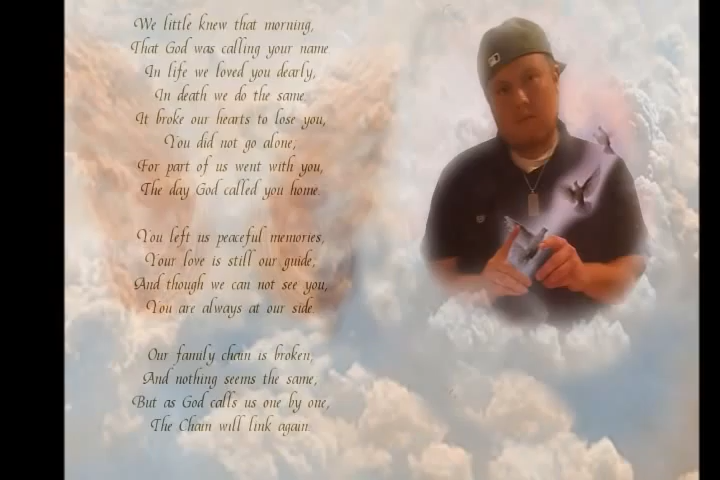 We little knew that morning,
That God was calling your name
In life we loved you dearly,
In death we do the same.
It broke our hearts to lose you,
You did not go alone;
For part of us went with you,
The day God called you home.
You left us peaceful memories,
Your love is still our guide;
And though we can not see you,
You are always at our side.
Our family chain is broken,
And nothing seems the same,
But as God calls us one by one,
The Chain will link again.